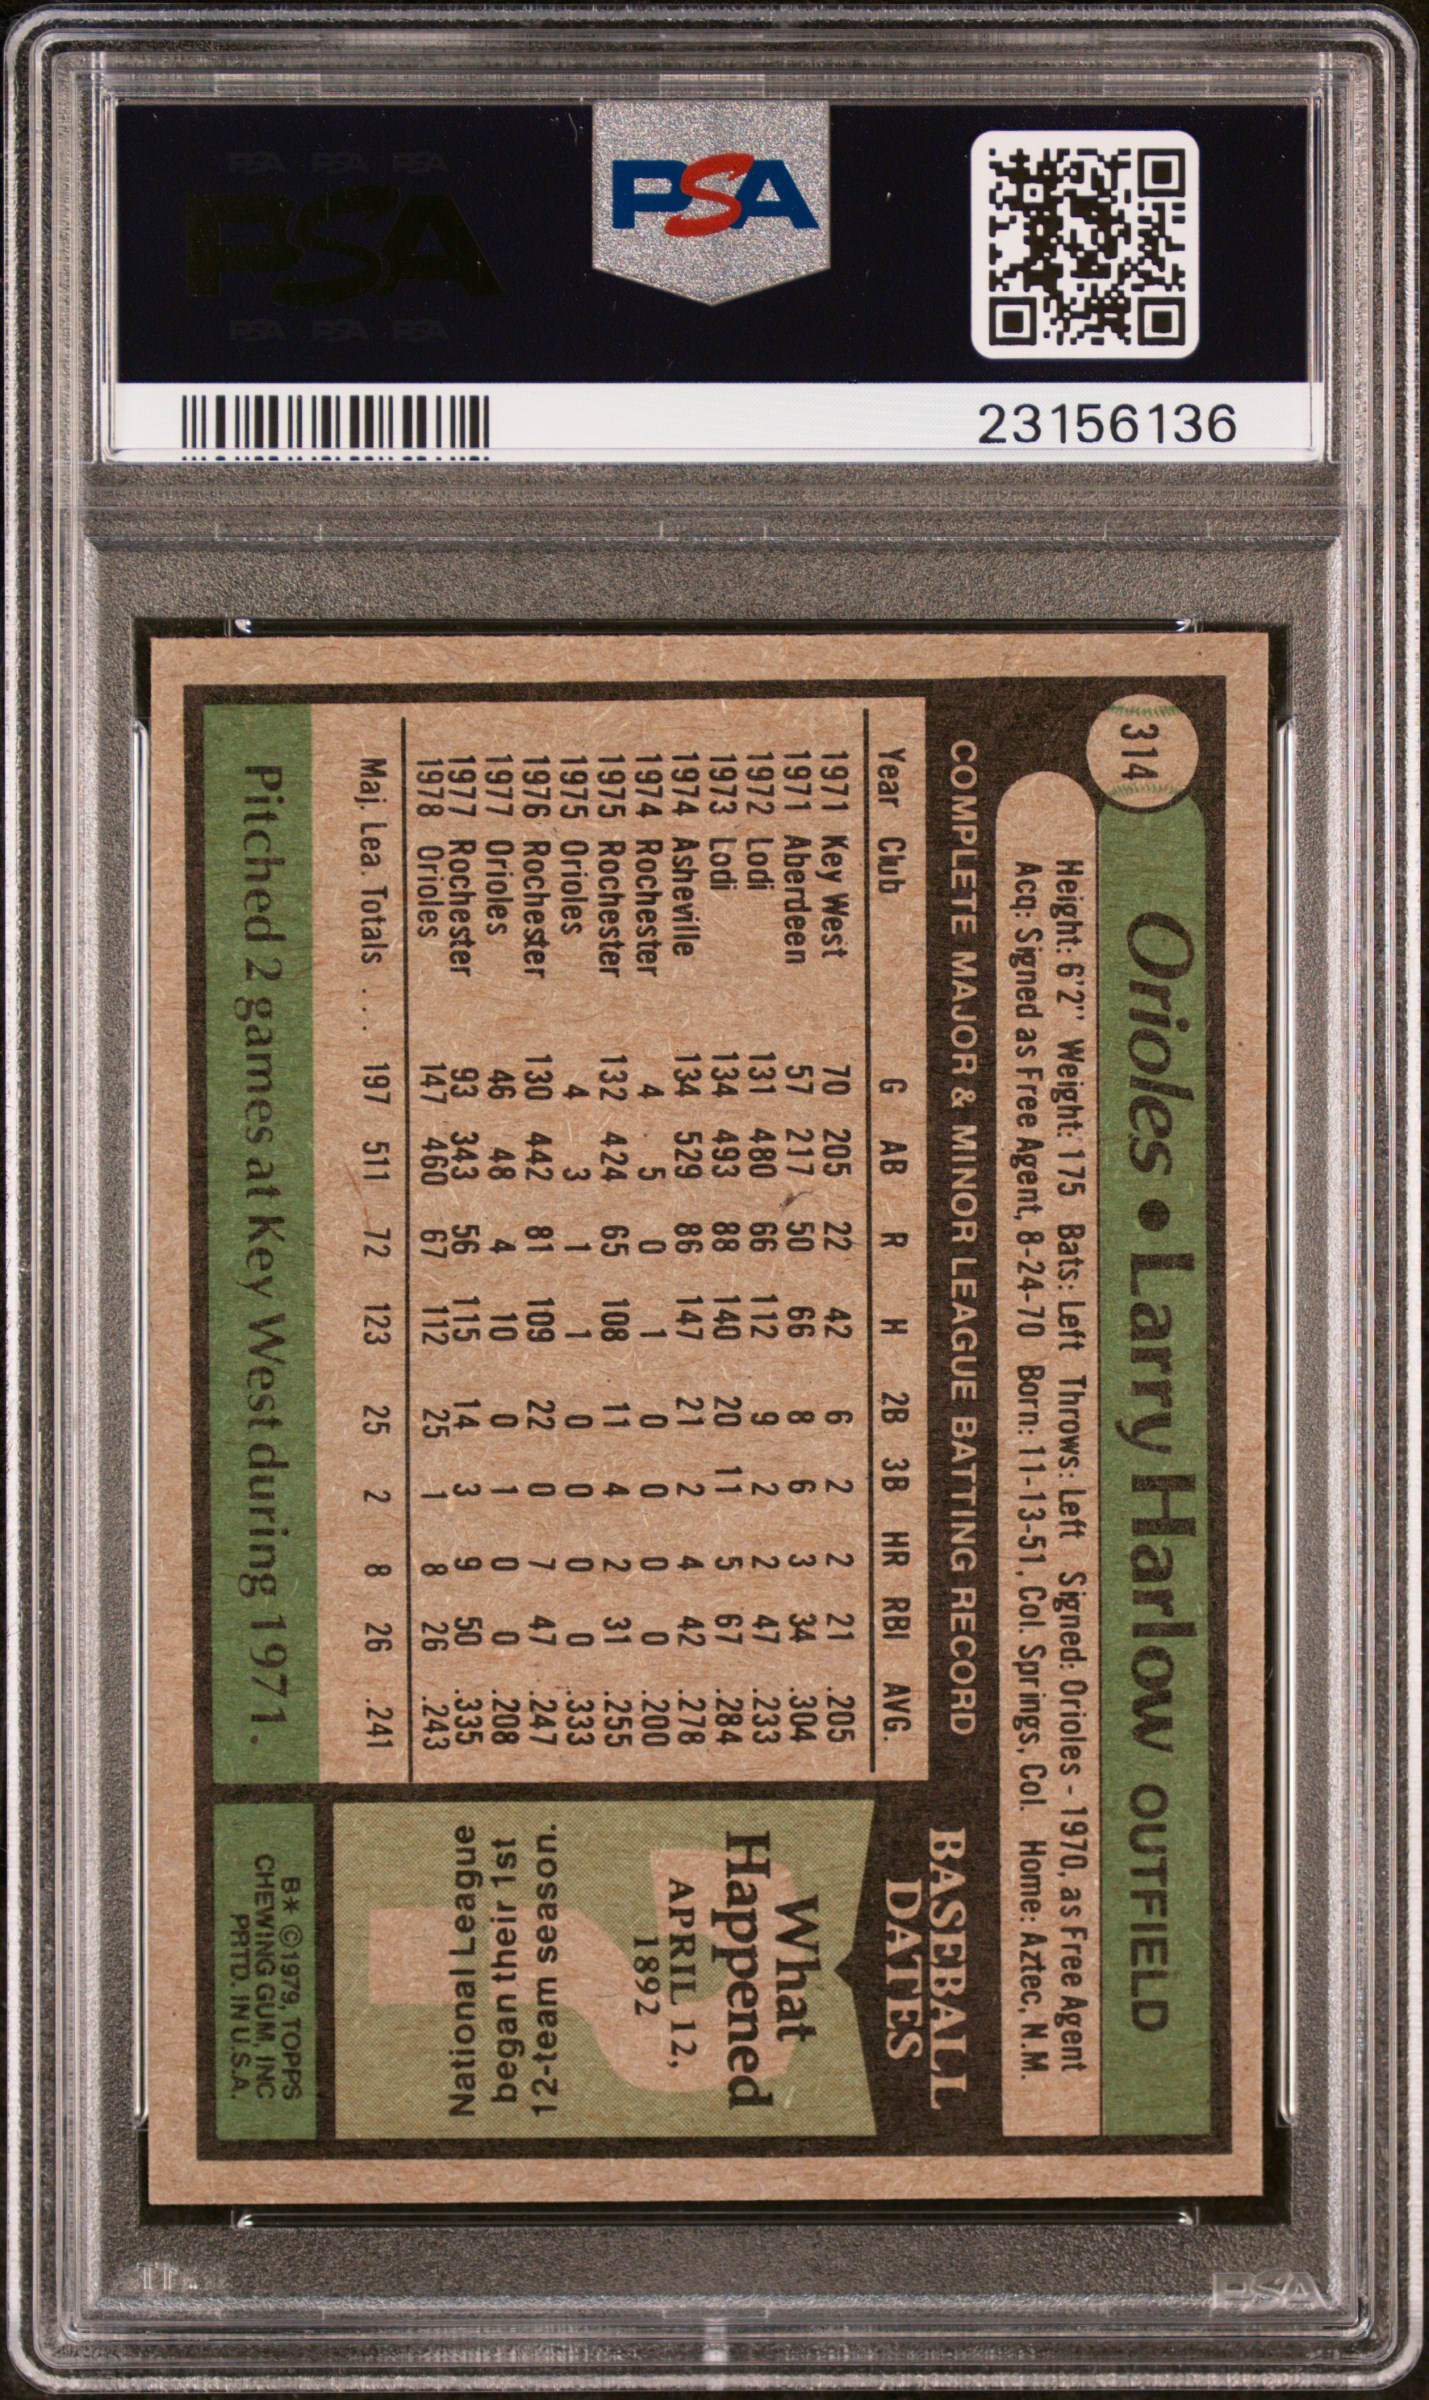 PSA
PSA PSA PSA
PSA
PSA PSA PSA
23156136
314
Orioles • Larry Harlow OUTFIELD
Height: 6'2" Weight: 175 Bats: Left Throws: Left Signed: Orioles - 1970, as Free Agent
Acq: Signed as Free Agent, 8-24-70 Born: 11-13-51, Col. Springs, Col. Home: Aztec, N.M.
COMPLETE MAJOR & MINOR LEAGUE BATTING RECORD
Year Club G AB R H 2B 3B HR RBI AVG.
1971 Key West 70 205 22 42 6 2 2 21 .205
1971 Aberdeen 57 217 50 66 8 6 3 34 .304
1972 Lodi 131 480 66 112 9 2 2 47 .233
1973 Lodi 134 493 88 140 20 11 5 67 .284
1974 Asheville 134 529 86 147 21 2 4 42 .278
1974 Rochester 4 5 0 1 0 0 0 0 .200
1975 Rochester 132 424 65 108 11 4 2 31 .255
1975 Orioles 4 3 1 1 0 0 0 0 .333
1976 Rochester 130 442 81 109 22 0 7 47 .247
1977 Orioles 46 48 4 10 0 1 0 0 .208
1977 Rochester 93 343 56 115 14 3 9 50 .335
1978 Orioles 147 460 67 112 25 1 8 26 .243
Maj. Lea. Totals . . . 197 511 72 123 25 2 8 26 .241
Pitched 2 games at Key West during 1971.
BASEBALL
DATES
What
Happened
APRIL 12,
1892
12-team season.
began their 1st
National League
B* ©1979, TOPPS
CHEWING GUM, INC
PRTD. IN U.S.A.
PSA